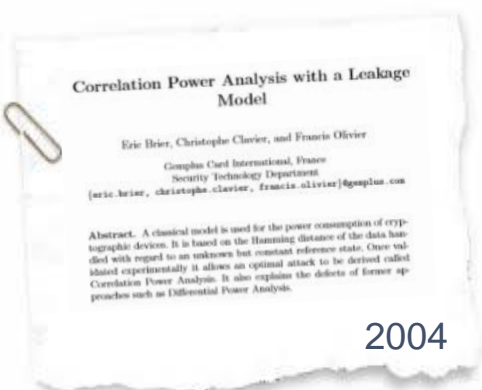 Correlation Power Analysis with a Leakage
Model
Eric Brier, Christophe Clavier, and Francis Olivier
Gemplus Card International, France
Security Technology Department
{eric.brier, christophe.clavier, francis.olivier}@gemplus.com
Abstract. A classical model is used for the power consumption of cryp-
tographic devices. It is based on the Hamming distance of the data han-
dled with regard to an unknown but constant reference state. Once val-
idated experimentally it allows an optimal attack to be derived called
Correlation Power Analysis. It also explains the defects of former ap-
proaches such as Differential Power Analysis.
2004